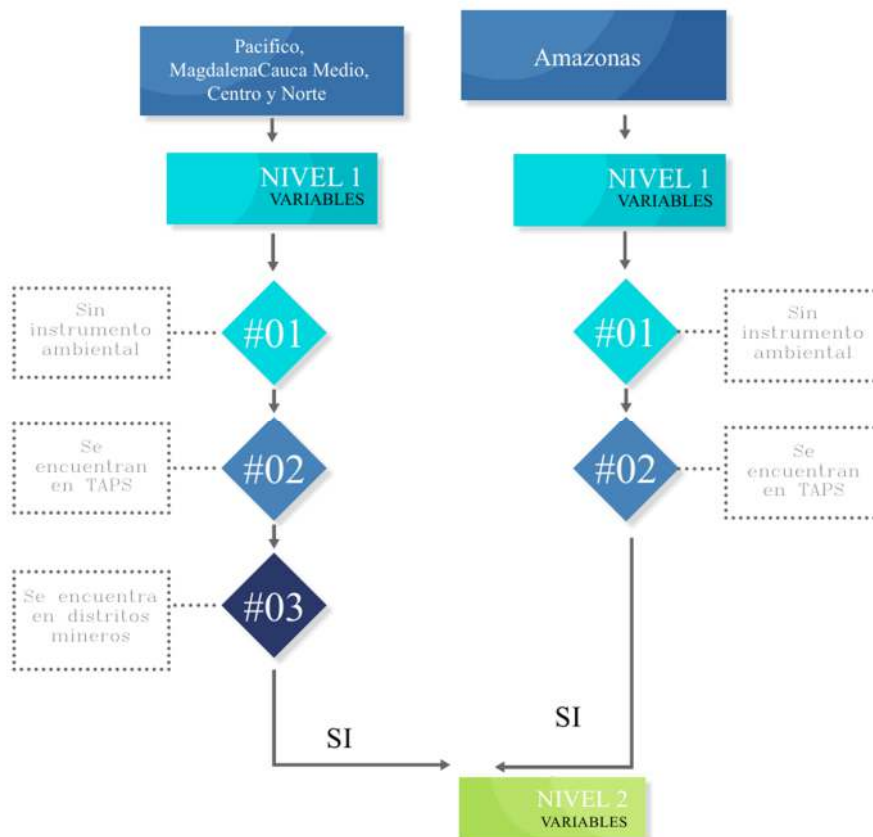 Pacifico,
MagdalenaCauca Medio,
Centro y Norte
NIVEL 1
VARIABLES
Sin
instrumento
ambiental
#01
Se
encuentran
en TAPS
#02
Se encuentra
en distritos
mineros
#03
SI
Amazonas
NIVEL 1
VARIABLES
#01
Sin
instrumento
ambiental
#02
Se
encuentran
en TAPS
SI
NIVEL 2
VARIABLES